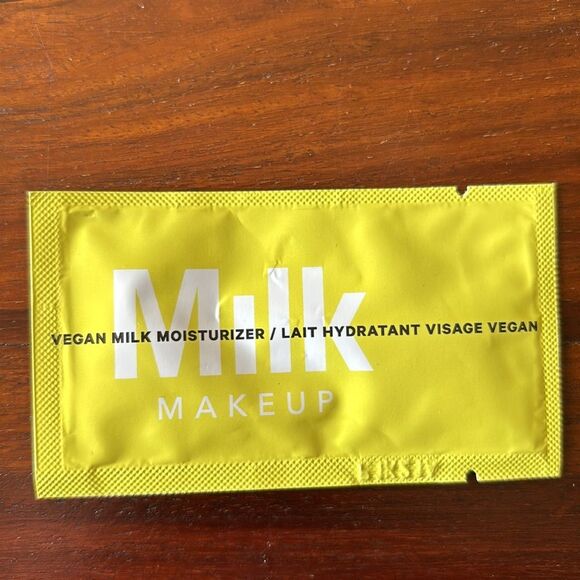 Milk
VEGAN MILK MOISTURIZER / LAIT HYDRATANT VISAGE VEGAN
MAKEUP